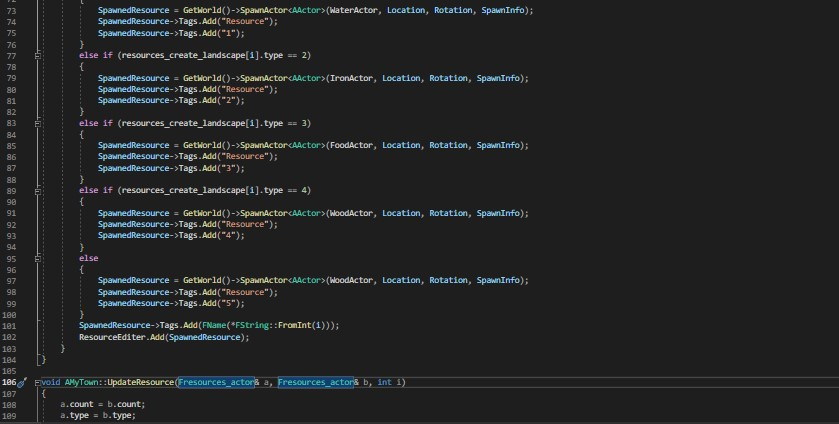 72 {
73 SpawnedResource = GetWorld()->SpawnActor<AActor>(WaterActor, Location, Rotation, SpawnInfo);
74 SpawnedResource->Tags.Add("Resource");
75 SpawnedResource->Tags.Add("1");
76 }
77 else if (resources_create_landscape[i].type == 2)
78 {
79 SpawnedResource = GetWorld()->SpawnActor<AActor>(IronActor, Location, Rotation, SpawnInfo);
80 SpawnedResource->Tags.Add("Resource");
81 SpawnedResource->Tags.Add("2");
82 }
83 else if (resources_create_landscape[i].type == 3)
84 {
85 SpawnedResource = GetWorld()->SpawnActor<AActor>(FoodActor, Location, Rotation, SpawnInfo);
86 SpawnedResource->Tags.Add("Resource");
87 SpawnedResource->Tags.Add("3");
88 }
89 else if (resources_create_landscape[i].type == 4)
90 {
91 SpawnedResource = GetWorld()->SpawnActor<AActor>(WoodActor, Location, Rotation, SpawnInfo);
92 SpawnedResource->Tags.Add("Resource");
93 SpawnedResource->Tags.Add("4");
94 }
95 else
96 {
97 SpawnedResource = GetWorld()->SpawnActor<AActor>(WoodActor, Location, Rotation, SpawnInfo);
98 SpawnedResource->Tags.Add("Resource");
99 SpawnedResource->Tags.Add("5");
100 }
101 SpawnedResource->Tags.Add(FName(*FString::FromInt(i)));
102 ResourceEditer.Add(SpawnedResource);
103 }
104 }
105
106 void AMyTown::UpdateResource(Fresources_actor& a, Fresources_actor& b, int i)
107 {
108 a.count = b.count;
109 a.type = b.type;